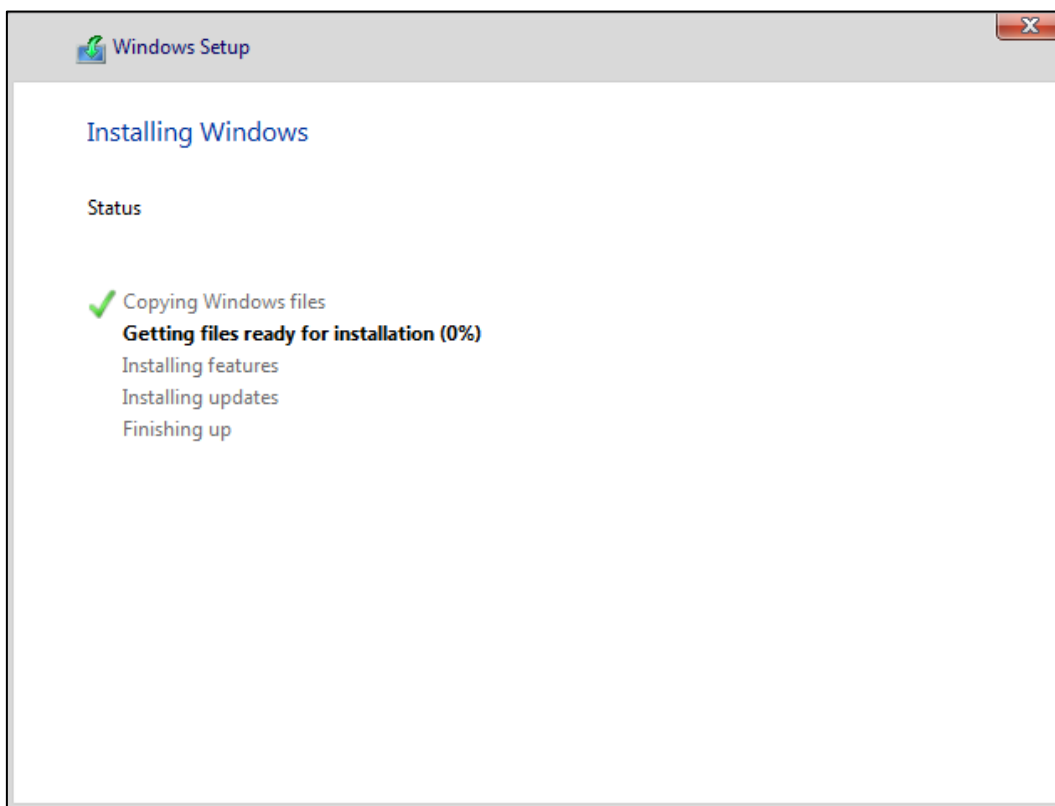 Windows Setup
Installing Windows
Status
Copying Windows files
Getting files ready for installation (0%)
Installing features
Installing updates
Finishing up